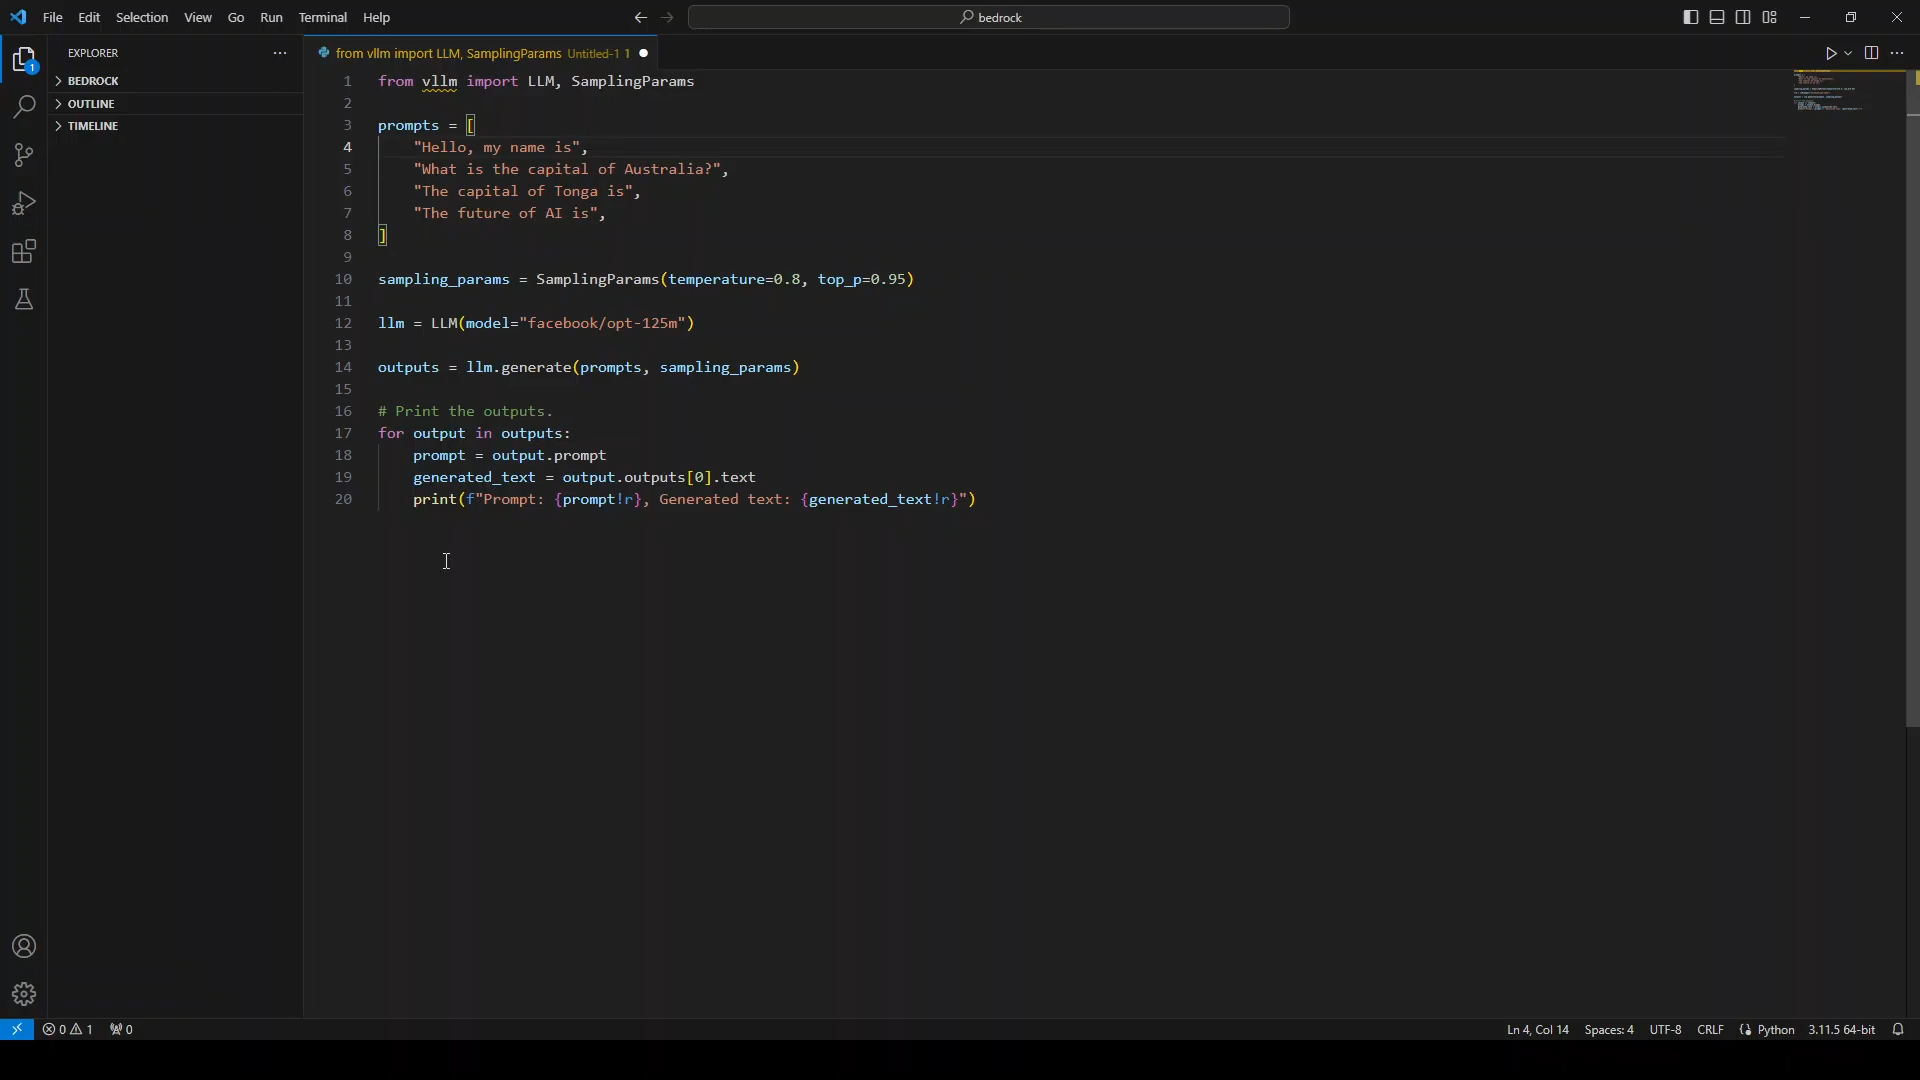 File Edit Selection View Go Run Terminal Help
bedrock
EXPLORER
BEDROCK
OUTLINE
TIMELINE
1
from vllm import LLM, SamplingParams Untitled-1 1
1 from vllm import LLM, SamplingParams
2
3 prompts = [
4 "Hello, my name is",
5 "What is the capital of Australia?",
6 "The capital of Tonga is",
7 "The future of AI is",
8 ]
9
10 sampling_params = SamplingParams(temperature=0.8, top_p=0.95)
11
12 llm = LLM(model="facebook/opt-125m")
13
14 outputs = llm.generate(prompts, sampling_params)
15
16 # Print the outputs.
17 for output in outputs:
18 prompt = output.prompt
19 generated_text = output.outputs[0].text
20 print(f"Prompt: {prompt!r}, Generated text: {generated_text!r}")
0 1 0 Ln 4, Col 14 Spaces: 4 UTF-8 CRLF Python 3.11.5 64-bit